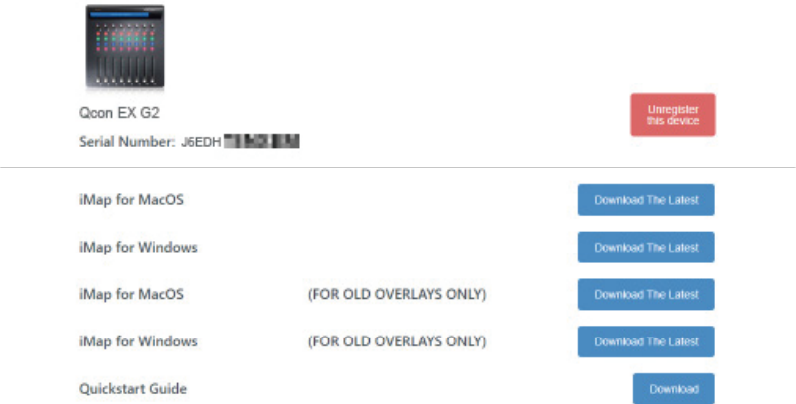 Qcon EX G2
Unregister
this device
Serial Number: J6EDH
iMap for MacOS Download The Latest
iMap for Windows Download The Latest
iMap for MacOS (FOR OLD OVERLAYS ONLY) Download The Latest
iMap for Windows (FOR OLD OVERLAYS ONLY) Download The Latest
Quickstart Guide Download